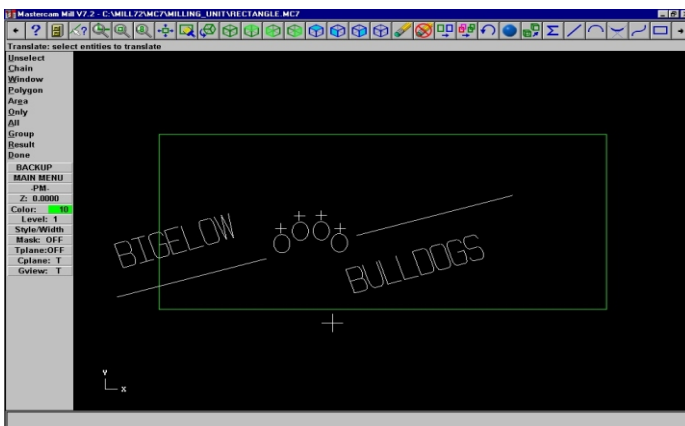 Mastercam Mill V7.2 - C:\MILL72\MC7\MILLING_UNIT\RECTANGLE.MC7
Translate: select entities to translate
Unselect
Chain
Window
Polygon
Area
Only
All
Group
Result
Done
BACKUP
MAIN MENU
-PM-
Z: 0.0000
Color: 10
Level: 1
Style/Width
Mask: OFF
Tplane:OFF
Cplane: T
Gview: T
BIGELOW
BULLDOGS
Y
X